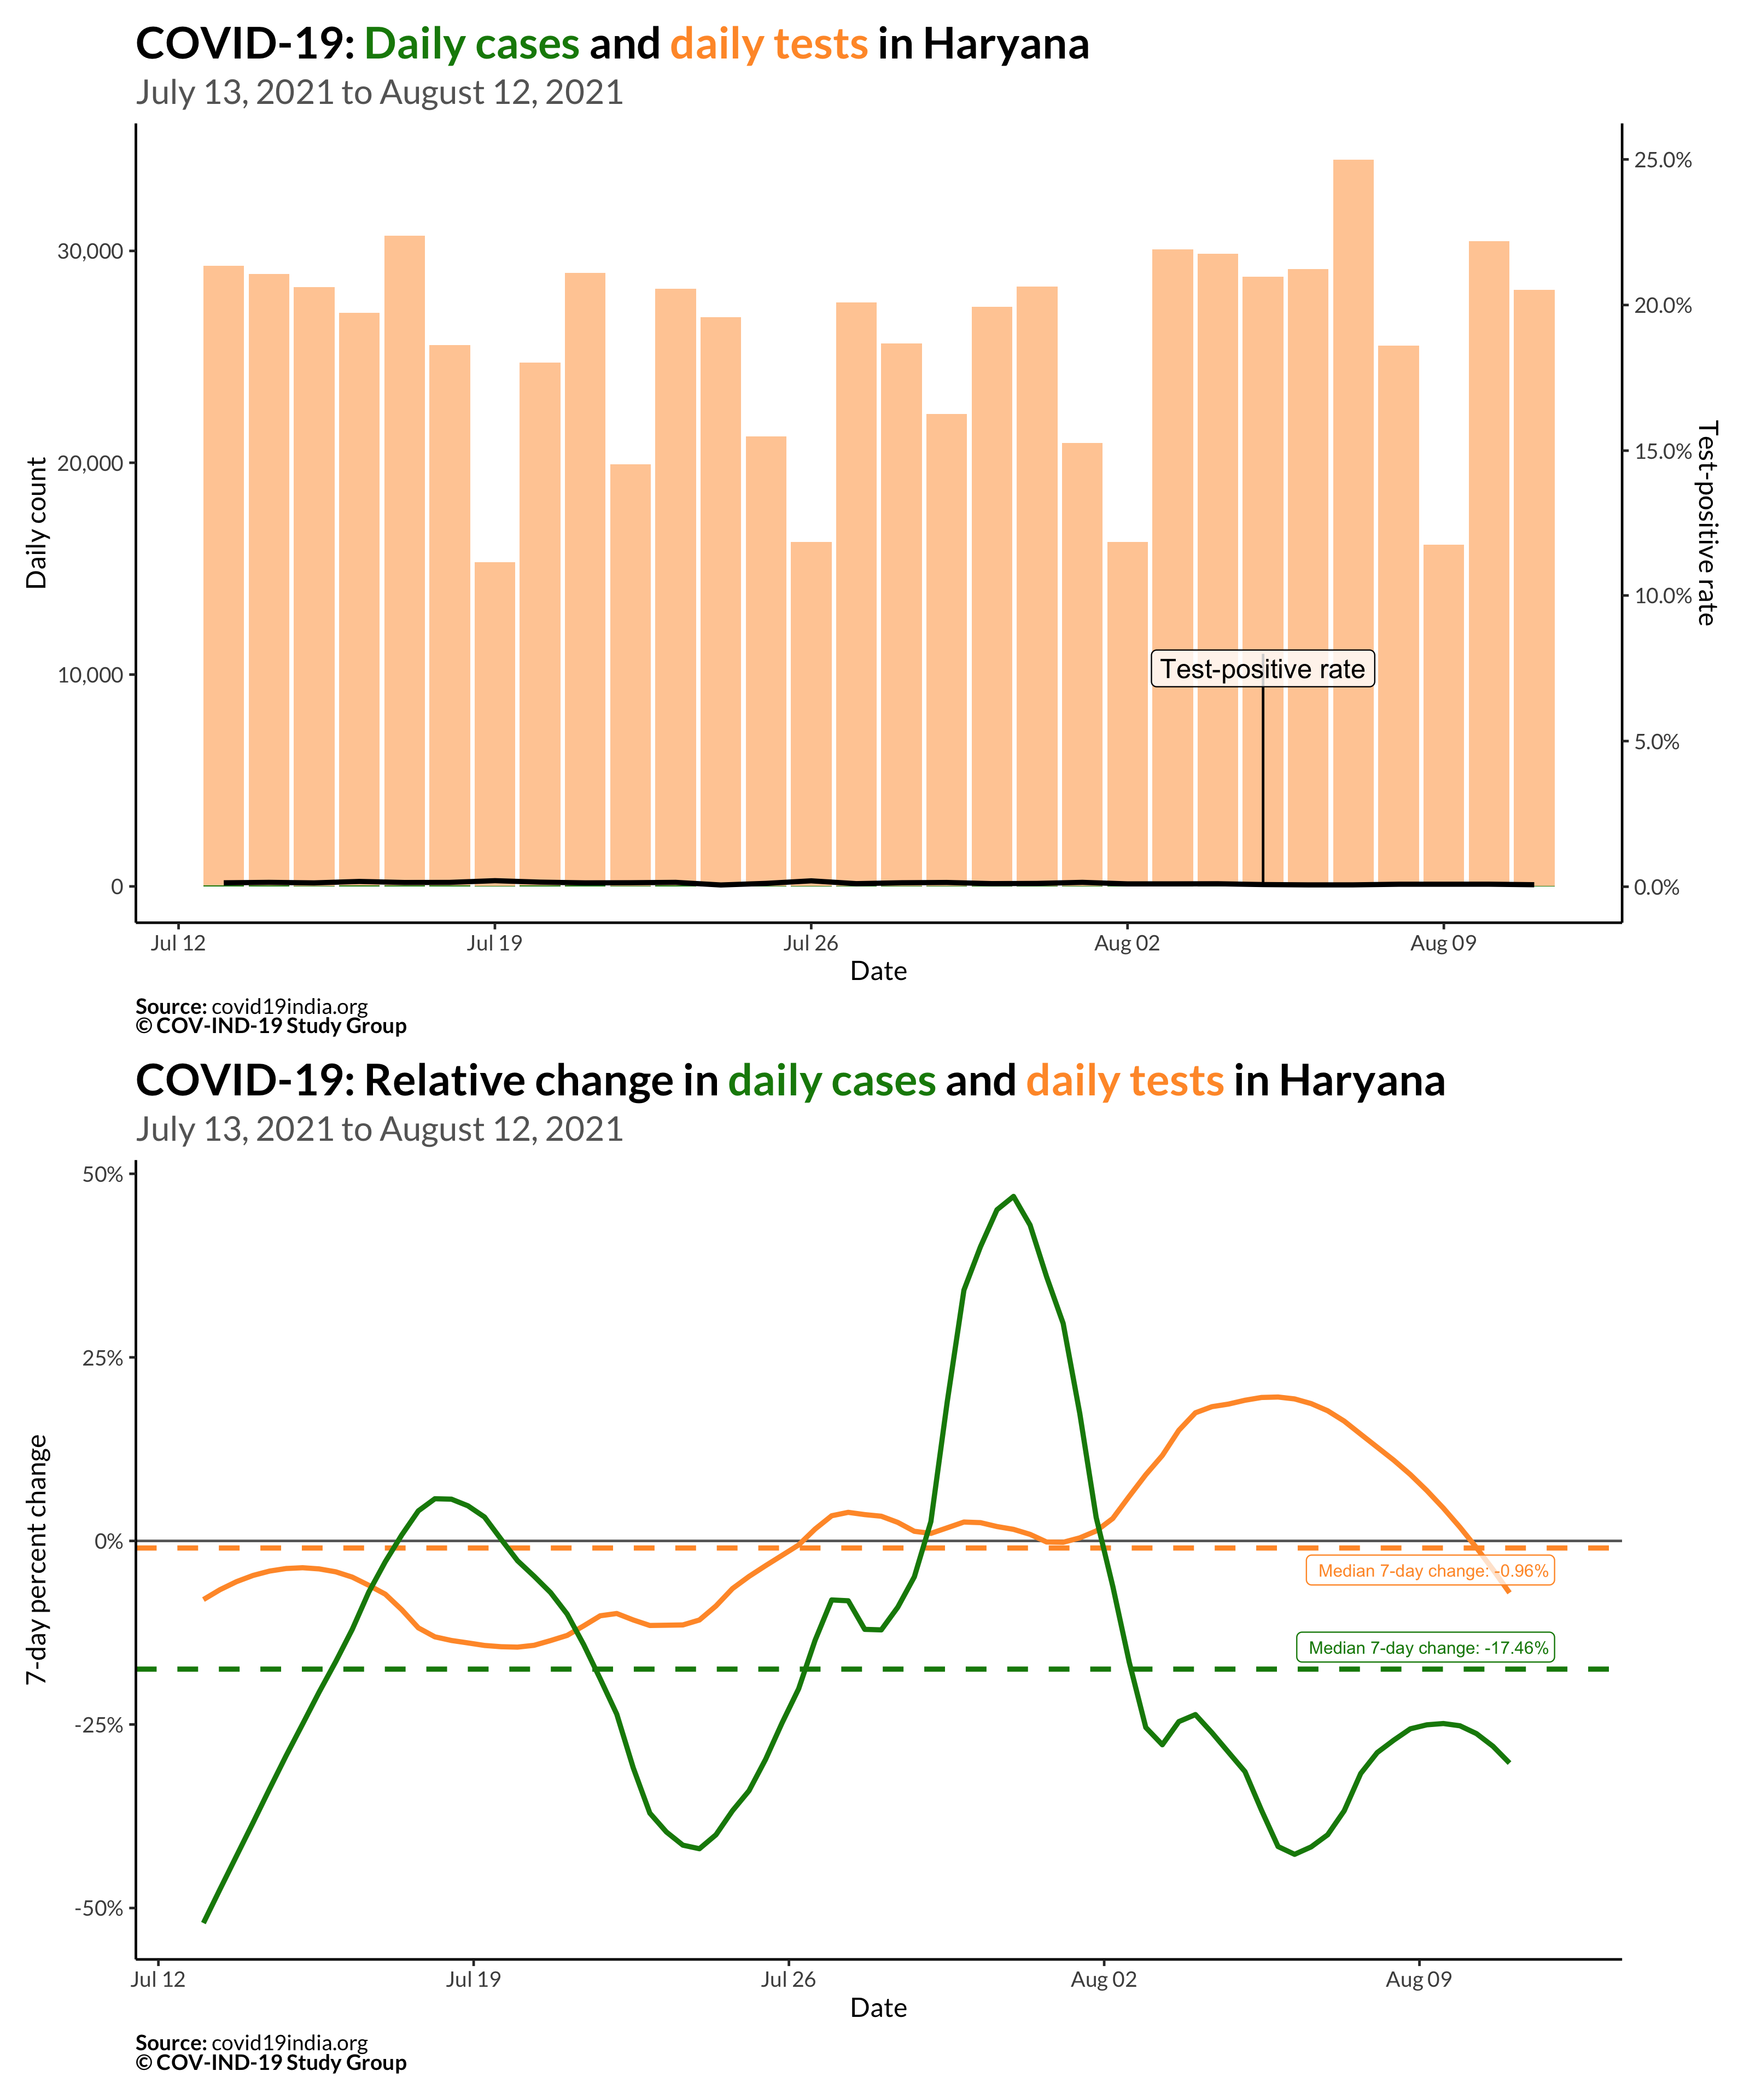 COVID-19: Daily cases and daily tests in Haryana
July 13, 2021 to August 12, 2021
Daily count
30,000
20,000
10,000
0
25.0%
20.0%
15.0%
10.0%
5.0%
0.0%
Test-positive rate
Test-positive rate
Jul 12
Jul 19
Jul 26
Aug 02
Aug 09
Date
Source: covid19india.org
© COV-IND-19 Study Group
COVID-19: Relative change in daily cases and daily tests in Haryana
July 13, 2021 to August 12, 2021
7-day percent change
50%
25%
0%
-25%
-50%
Median 7-day change: -0.96%
Median 7-day change: -17.46%
Jul 12
Jul 19
Jul 26
Aug 02
Aug 09
Date
Source: covid19india.org
© COV-IND-19 Study Group